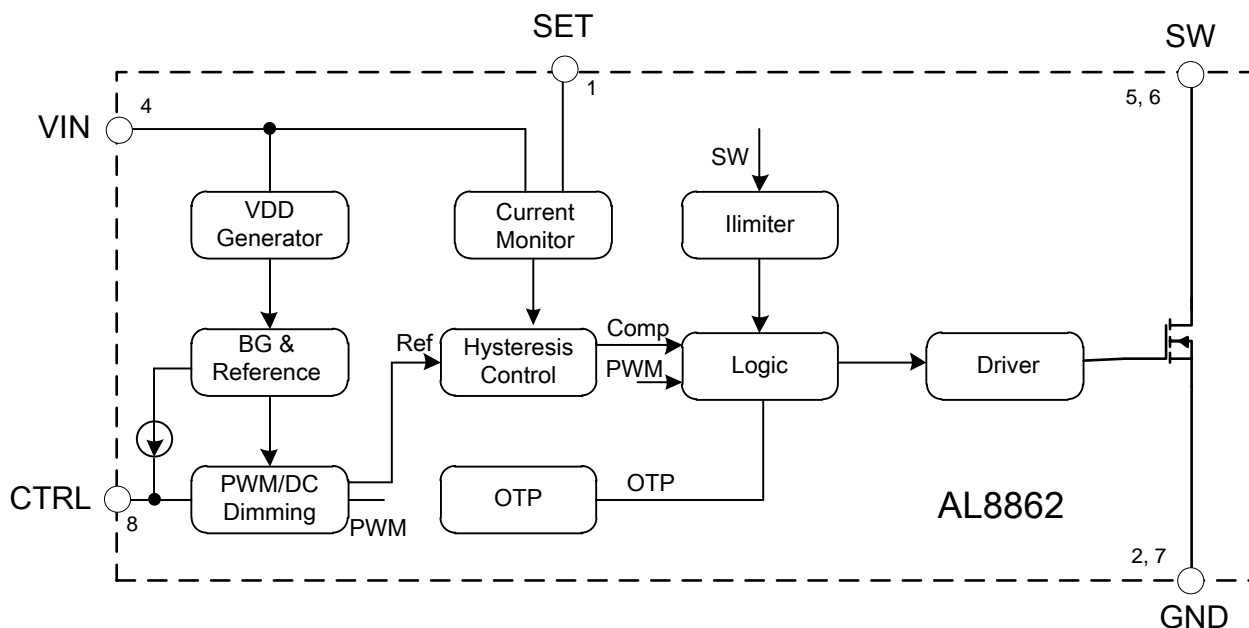 SET
SW
1
5, 6
4
VIN
SW
VDD
Generator
Current
Monitor
Ilimiter
BG &
Reference
Ref
Hysteresis
Control
Comp
PWM
Logic
Driver
CTRL
8
PWM/DC
Dimming
PWM
OTP
OTP
AL8862
2, 7
GND